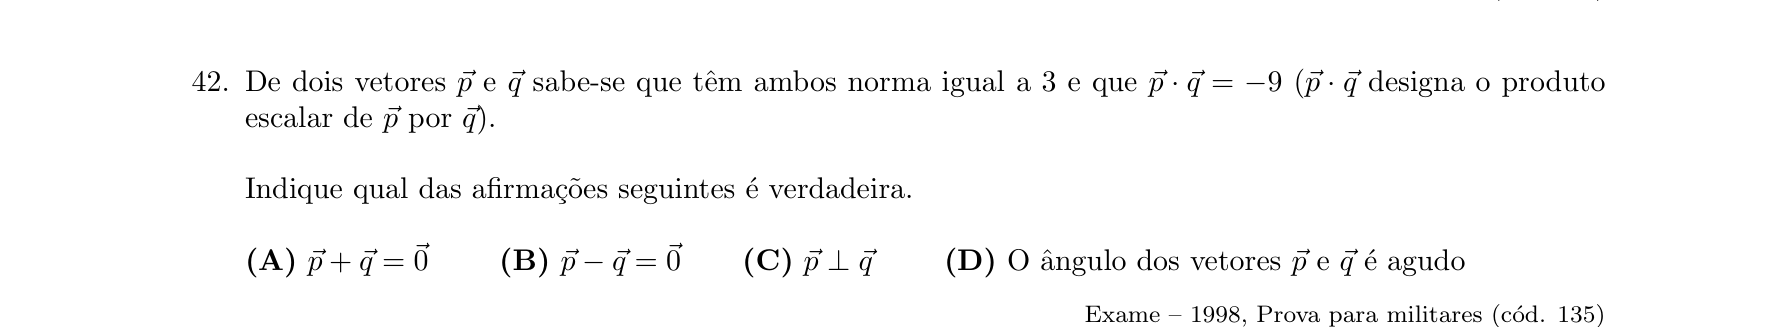 42. De dois vetores p⃗ e q⃗ sabe-se que têm ambos norma igual a 3 e que p⃗ · q⃗ = −9 (p⃗ · q⃗ designa o produto
escalar de p⃗ por q⃗).
Indique qual das afirmações seguintes é verdadeira.
(A) p⃗ + q⃗ = 0⃗ (B) p⃗ − q⃗ = 0⃗ (C) p⃗ ⊥ q⃗ (D) O ângulo dos vetores p⃗ e q⃗ é agudo
Exame – 1998, Prova para militares (cód. 135)